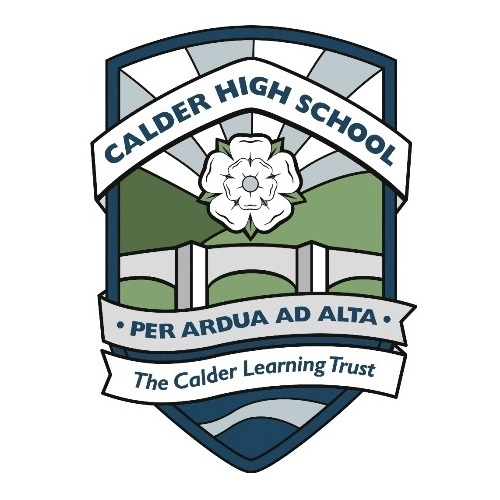 CALDER HIGH SCHOOL
• PER ARDUA AD ALTA •
The Calder Learning Trust